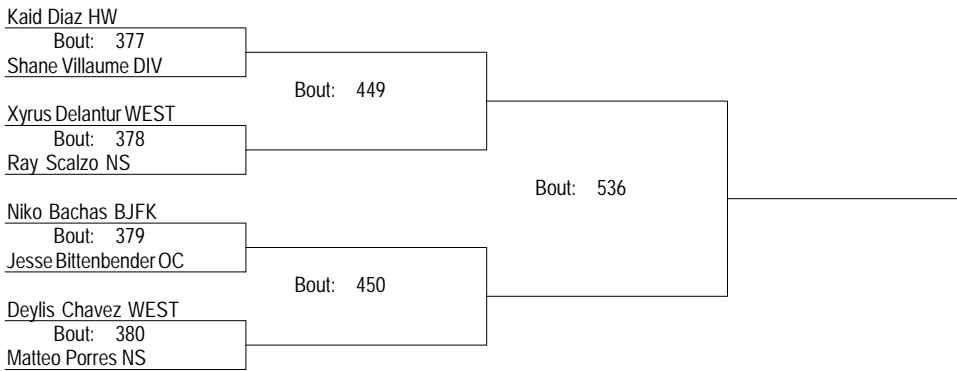 Kaid Diaz HW
Bout: 377
Shane Villaume DIV
Bout: 449
Xyrus Delantur WEST
Bout: 378
Ray Scalzo NS
Bout: 536
Niko Bachas BJFK
Bout: 379
Jesse Bittenbender OC
Bout: 450
Deylis Chavez WEST
Bout: 380
Matteo Porres NS